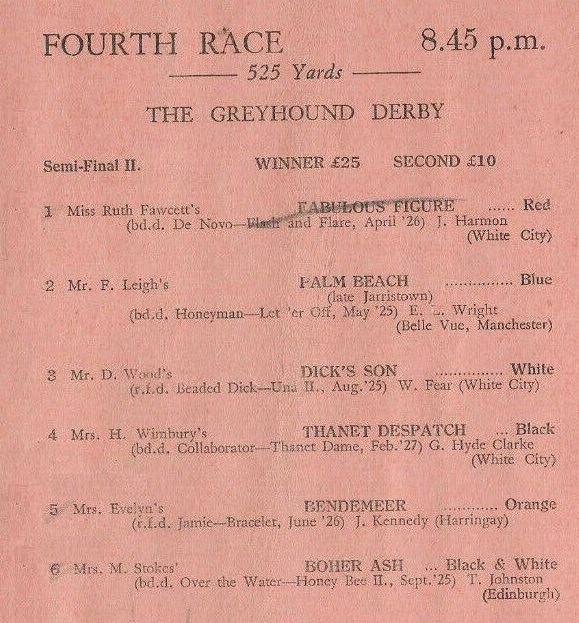 FOURTH RACE 8.45 p.m.
525 Yards
THE GREYHOUND DERBY
Semi-Final II. WINNER £25 SECOND £10
1 Miss Ruth Fawcett's FABULOUS FIGURE ...... Red
(bd.d. De Novo—Flash and Flare, April '26) J. Harmon
(White City)
2 Mr. F. Leigh's PALM BEACH ............... Blue
(late Jarristown)
(bd.d. Honeyman—Let 'er Off, May '25) E. L. Wright
(Belle Vue, Manchester)
3 Mr. D. Wood's DICK'S SON ............... White
(r.f.d. Beaded Dick—Una II., Aug.'25) W. Fear (White City)
4 Mrs. H. Wimbury's THANET DESPATCH ... Black
(bd.d. Collaborator—Thanet Dame, Feb.'27) G. Hyde Clarke
(White City)
5 Mrs. Evelyn's BENDEMEER ............ Orange
(r.f.d. Jamie—Bracelet, June '26) J. Kennedy (Harringay)
6 Mrs. M. Stokes' BOHER ASH ... Black & White
(bd.d. Over the Water—Honey Bee II., Sept.'25) T. Johnston
(Edinburgh)